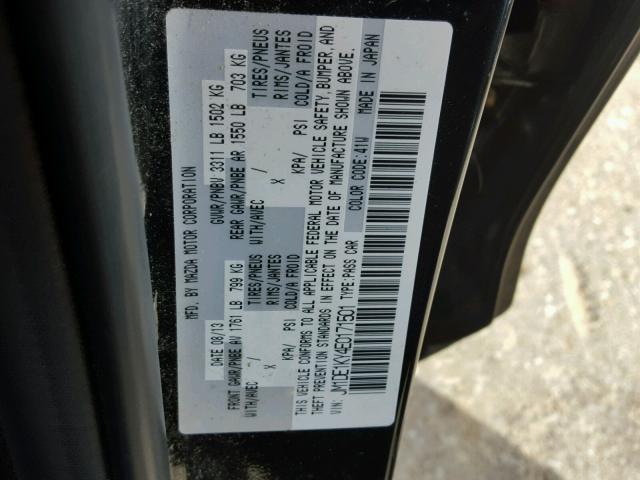 MFD. BY MAZDA MOTOR CORPORATION
DATE 08/13 GVWR/PNBV 3311 LB 1502 KG
FRONT GAWR/PNBE AV 1761 LB 799 KG REAR GAWR/PNBE AR 1550 LB 703 KG
WITH/AVEC TIRES/PNEUS WITH/AVEC TIRES/PNEUS
X RIMS/JANTES X RIMS/JANTES
KPA/ PSI COLD/A FROID KPA/ PSI COLD/A FROID
THIS VEHICLE CONFORMS TO ALL APPLICABLE FEDERAL MOTOR VEHICLE SAFETY, BUMPER, AND
THEFT PREVENTION STANDARDS IN EFFECT ON THE DATE OF MANUFACTURE SHOWN ABOVE.
VIN: JM1DE1KY4E0171501 TYPE:PASS CAR COLOR CODE:41W MADE IN JAPAN